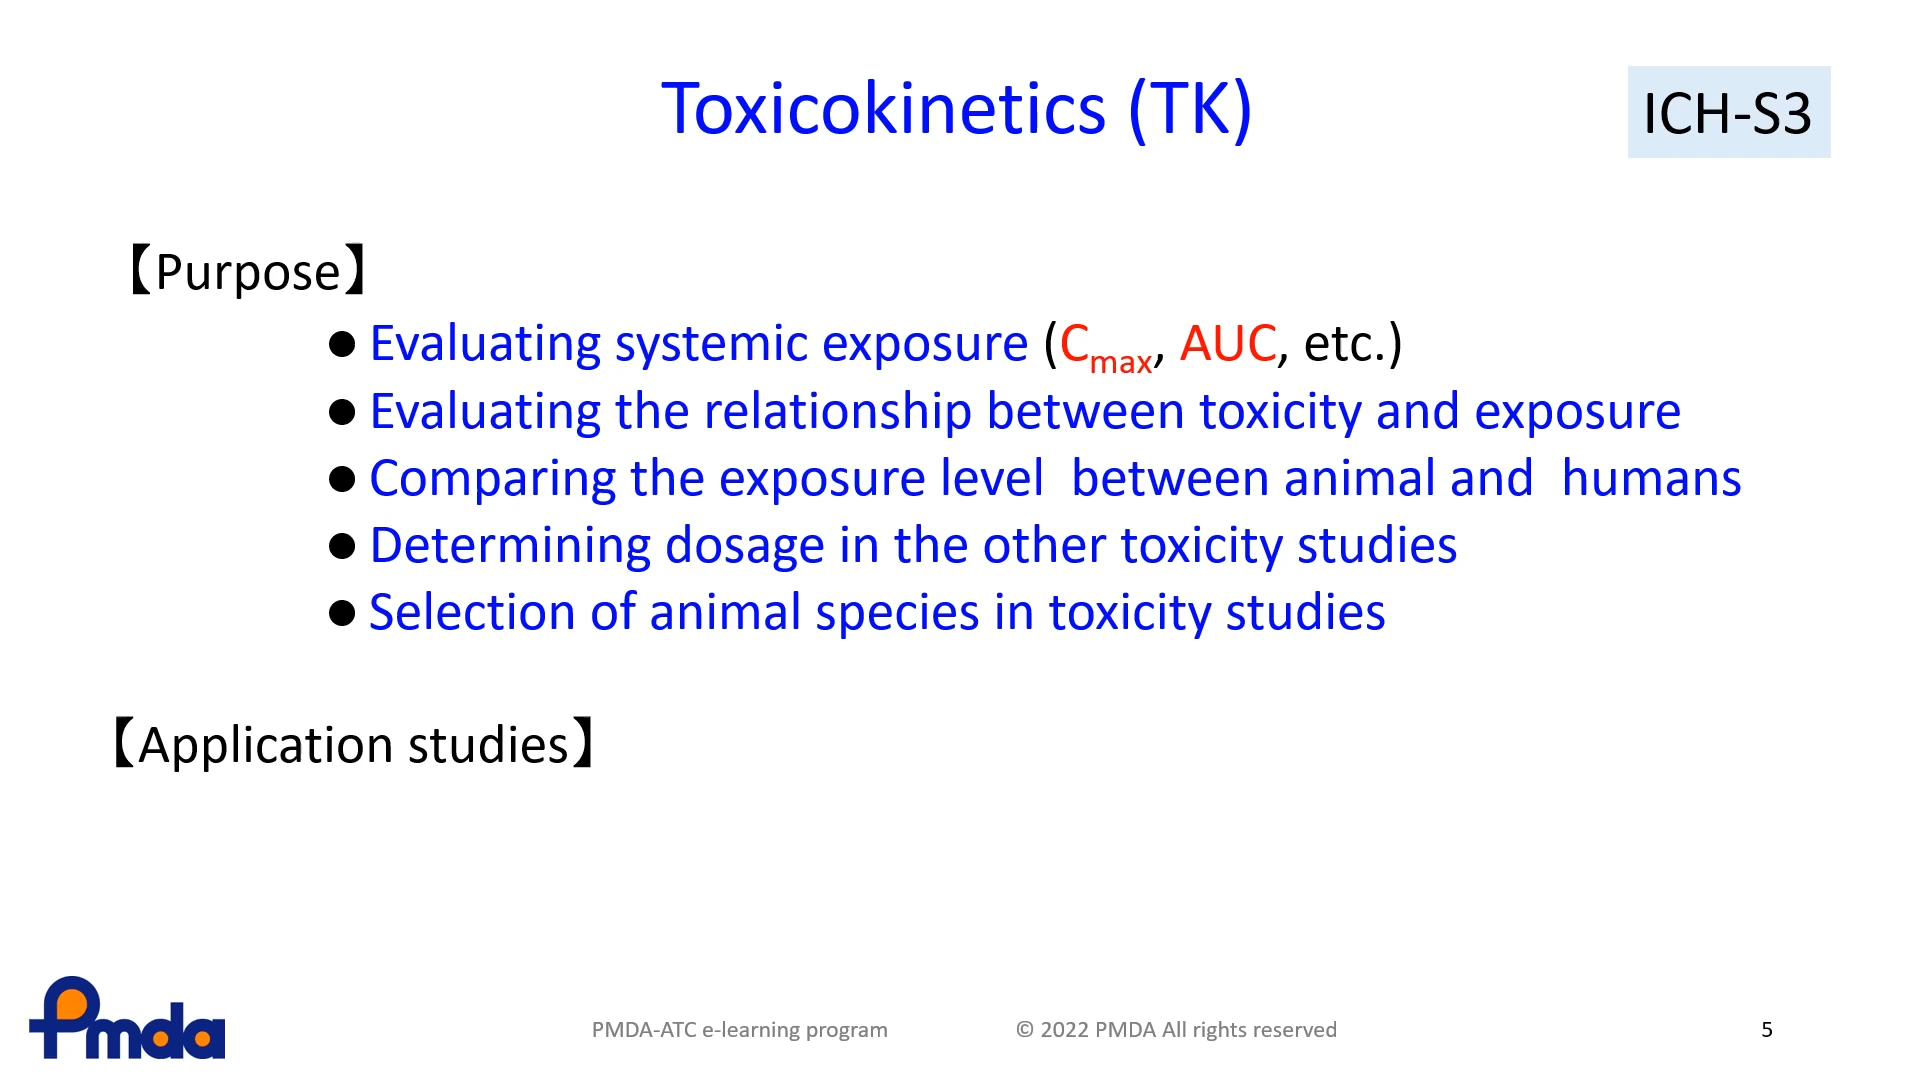 Toxicokinetics (TK)
ICH-S3
【Purpose】
● Evaluating systemic exposure (Cmax, AUC, etc.)
● Evaluating the relationship between toxicity and exposure
● Comparing the exposure level  between animal and  humans
● Determining dosage in the other toxicity studies
● Selection of animal species in toxicity studies
【Application studies】
Pmda
PMDA-ATC e-learning program
© 2022 PMDA All rights reserved
5